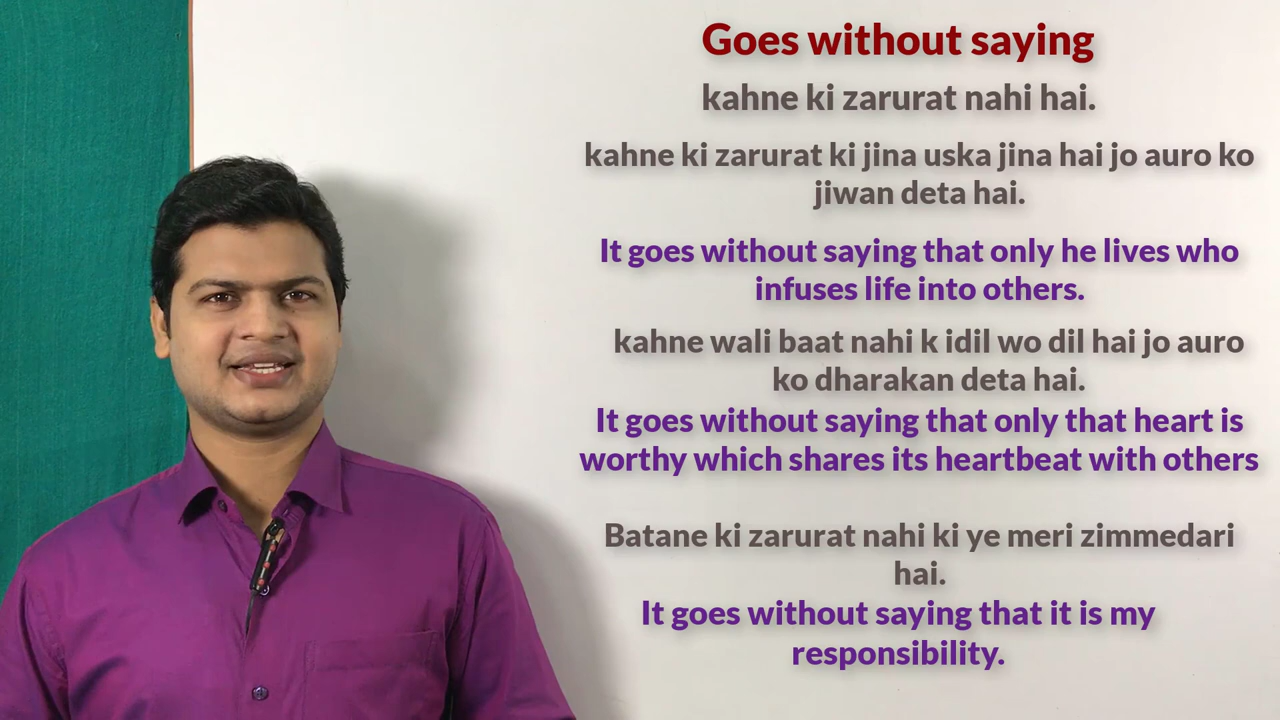 Goes without saying
kahne ki zarurat nahi hai.
kahne ki zarurat ki jina uska jina hai jo auro ko
jiwan deta hai.
It goes without saying that only he lives who
infuses life into others.
kahne wali baat nahi k idil wo dil hai jo auro
ko dharakan deta hai.
It goes without saying that only that heart is
worthy which shares its heartbeat with others
Batane ki zarurat nahi ki ye meri zimmedari
hai.
It goes without saying that it is my
responsibility.